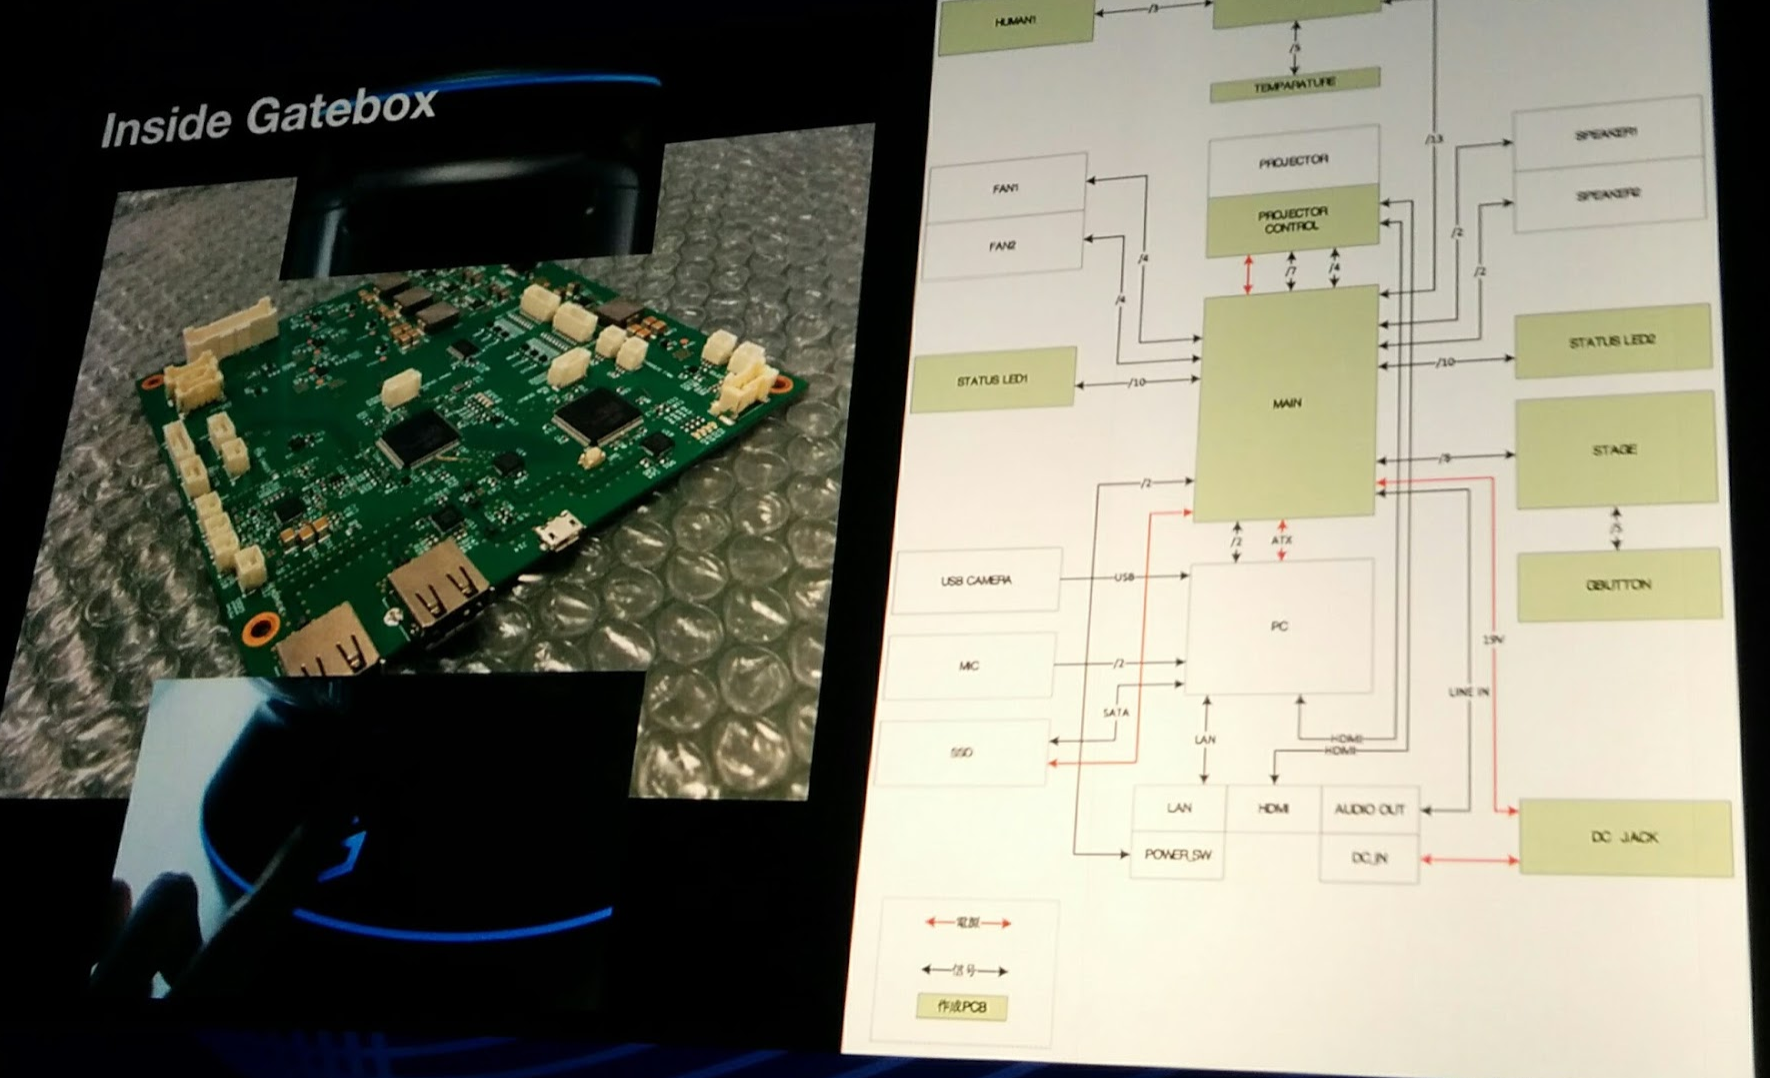 Inside Gatebox
HUMAN1
/3
/5
TEMPARATURE
/13
PROJECTOR
PROJECTOR
CONTROL
SPEAKER1
SPEAKER2
FAN1
FAN2
/4
/4
/7
/4
/2
/2
STATUS LED1
/10
MAIN
/10
STATUS LED2
STAGE
/5
GBUTTON
/2
/2
ATX
USB CAMERA
USB
PC
MIC
/2
SATA
SSD
LAN
HDMI
HDMI
LINE IN
19V
LAN
HDMI
AUDIO OUT
POWER_SW
DC_IN
DC JACK
電源
信号
作成PCB